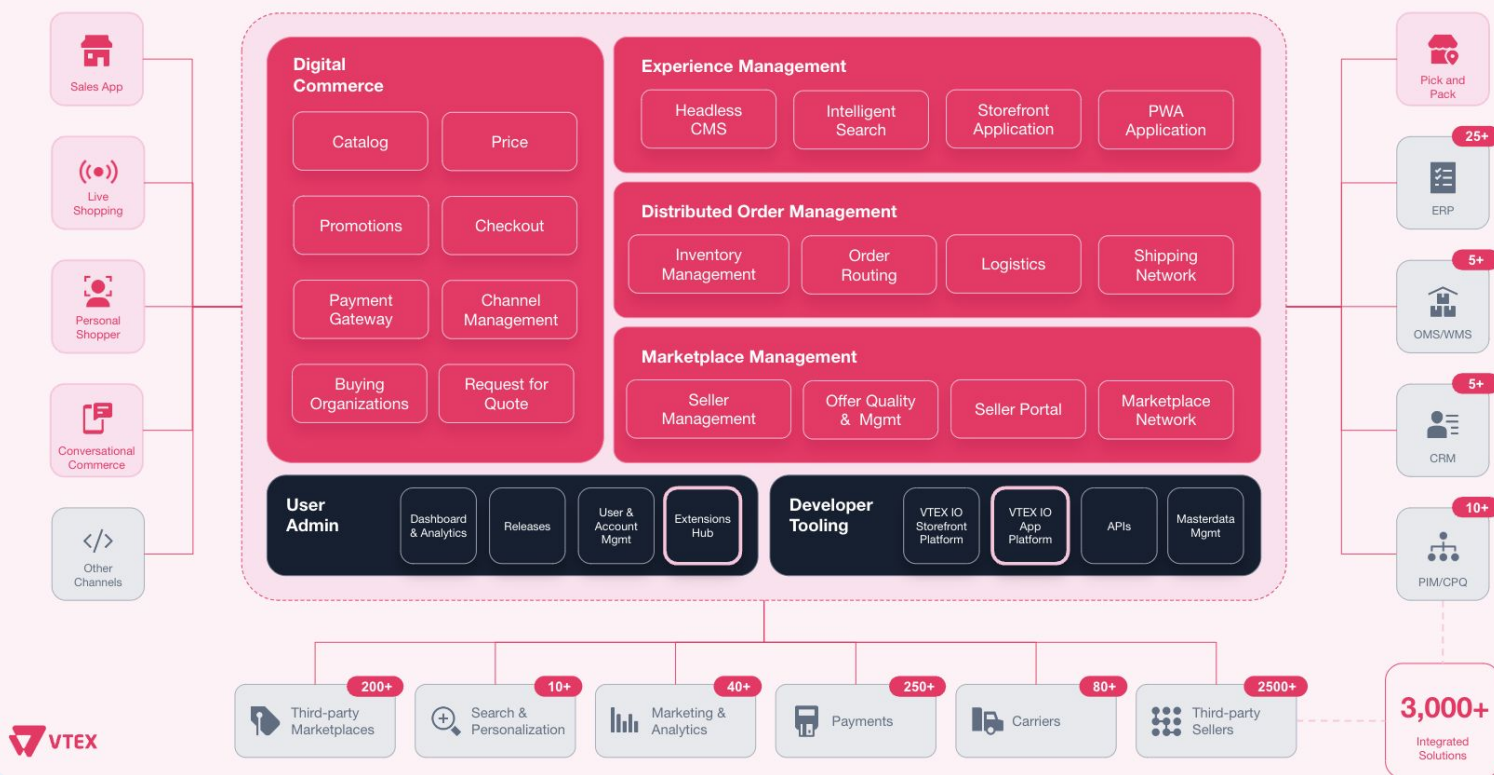 Sales App
Live
Shopping
Personal
Shopper
Conversational
Commerce
</>
Other
Channels
Digital
Commerce
Catalog
Price
Promotions
Checkout
Payment
Gateway
Channel
Management
Buying
Organizations
Request for
Quote
Experience Management
Headless
CMS
Intelligent
Search
Storefront
Application
PWA
Application
Distributed Order Management
Inventory
Management
Order
Routing
Logistics
Shipping
Network
Marketplace Management
Seller
Management
Offer Quality
& Mgmt
Seller Portal
Marketplace
Network
User
Admin
Dashboard
& Analytics
Releases
User &
Account
Mgmt
Extensions
Hub
Developer
Tooling
VTEX IO
Storefront
Platform
VTEX IO
App
Platform
APIs
Masterdata
Mgmt
Pick and
Pack
25+
ERP
5+
OMS/WMS
5+
CRM
10+
PIM/CPQ
200+
Third-party
Marketplaces
10+
Search &
Personalization
40+
Marketing &
Analytics
250+
Payments
80+
Carriers
2500+
Third-party
Sellers
3,000+
Integrated
Solutions
VTEX